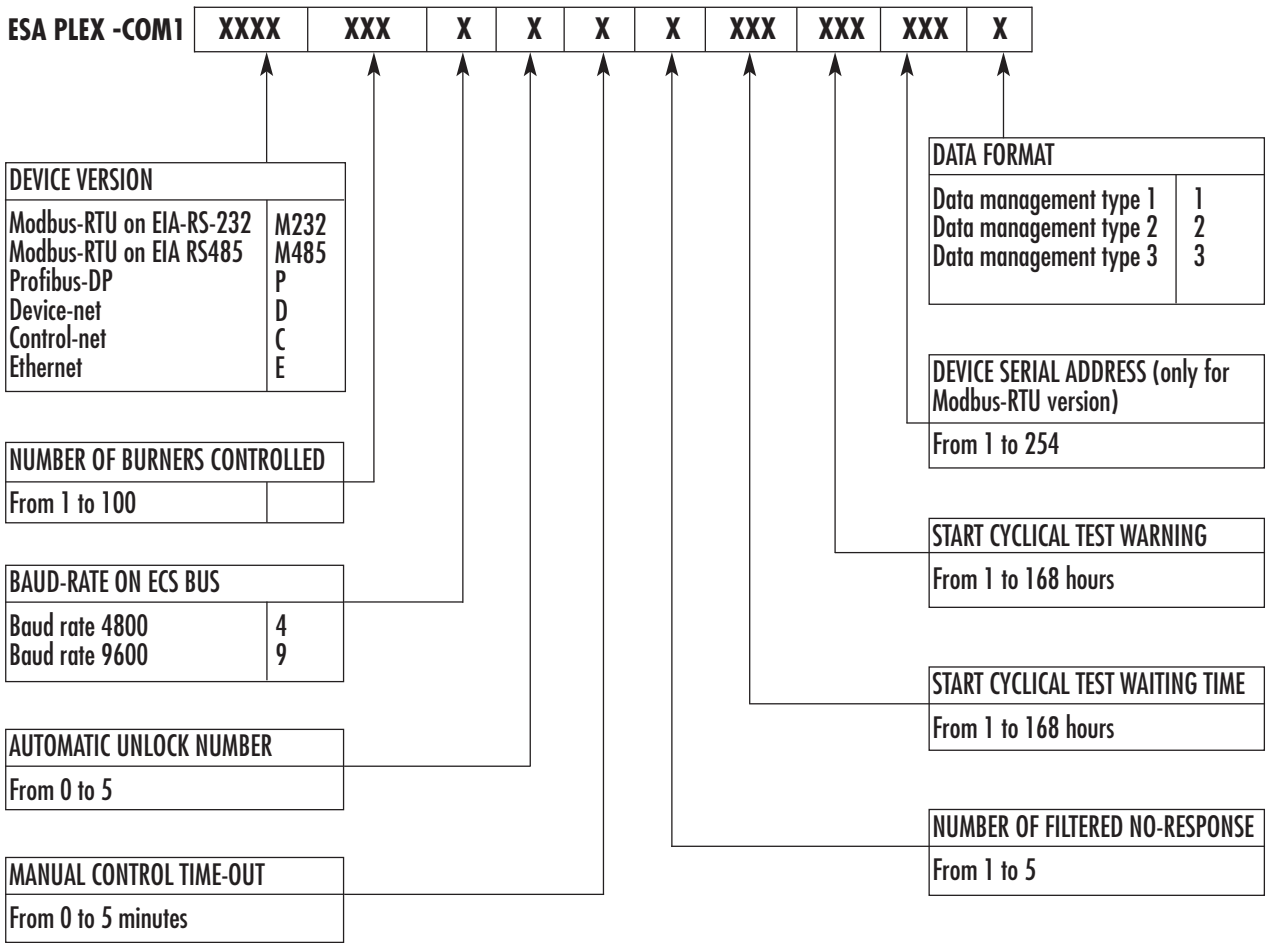 ESA PLEX -COM1 XXXX XXX X X X X XXX XXX XXX X
DEVICE VERSION
Modbus-RTU on EIA-RS-232 M232
Modbus-RTU on EIA RS485 M485
Profibus-DP P
Device-net D
Control-net C
Ethernet E
NUMBER OF BURNERS CONTROLLED
From 1 to 100
BAUD-RATE ON ECS BUS
Baud rate 4800 4
Baud rate 9600 9
AUTOMATIC UNLOCK NUMBER
From 0 to 5
MANUAL CONTROL TIME-OUT
From 0 to 5 minutes
DATA FORMAT
Data management type 1 1
Data management type 2 2
Data management type 3 3
DEVICE SERIAL ADDRESS (only for
Modbus-RTU version)
From 1 to 254
START CYCLICAL TEST WARNING
From 1 to 168 hours
START CYCLICAL TEST WAITING TIME
From 1 to 168 hours
NUMBER OF FILTERED NO-RESPONSE
From 1 to 5